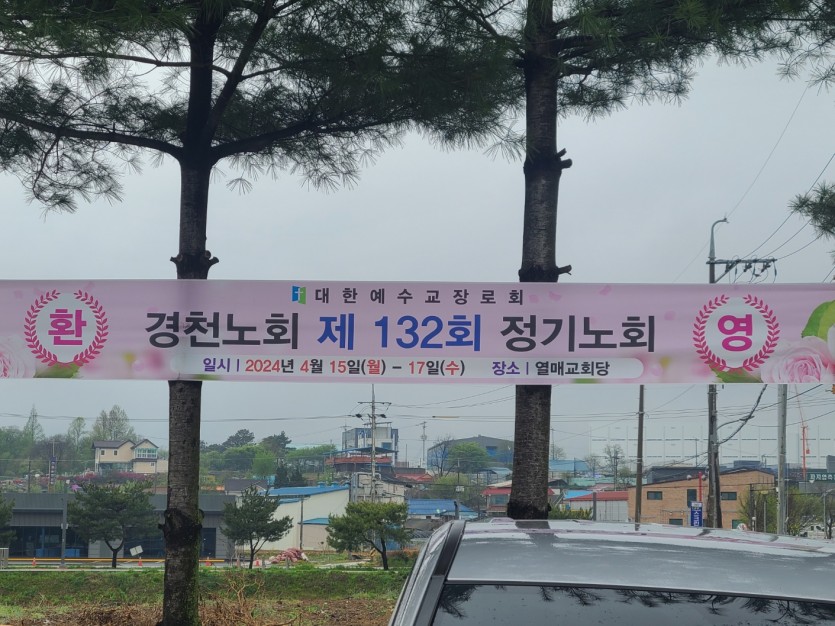 대한예수교장로회
환 경천노회 제 132회 정기노회 영
일시 | 2024년 4월 15일(월) - 17일(수) 장소 | 열매교회당